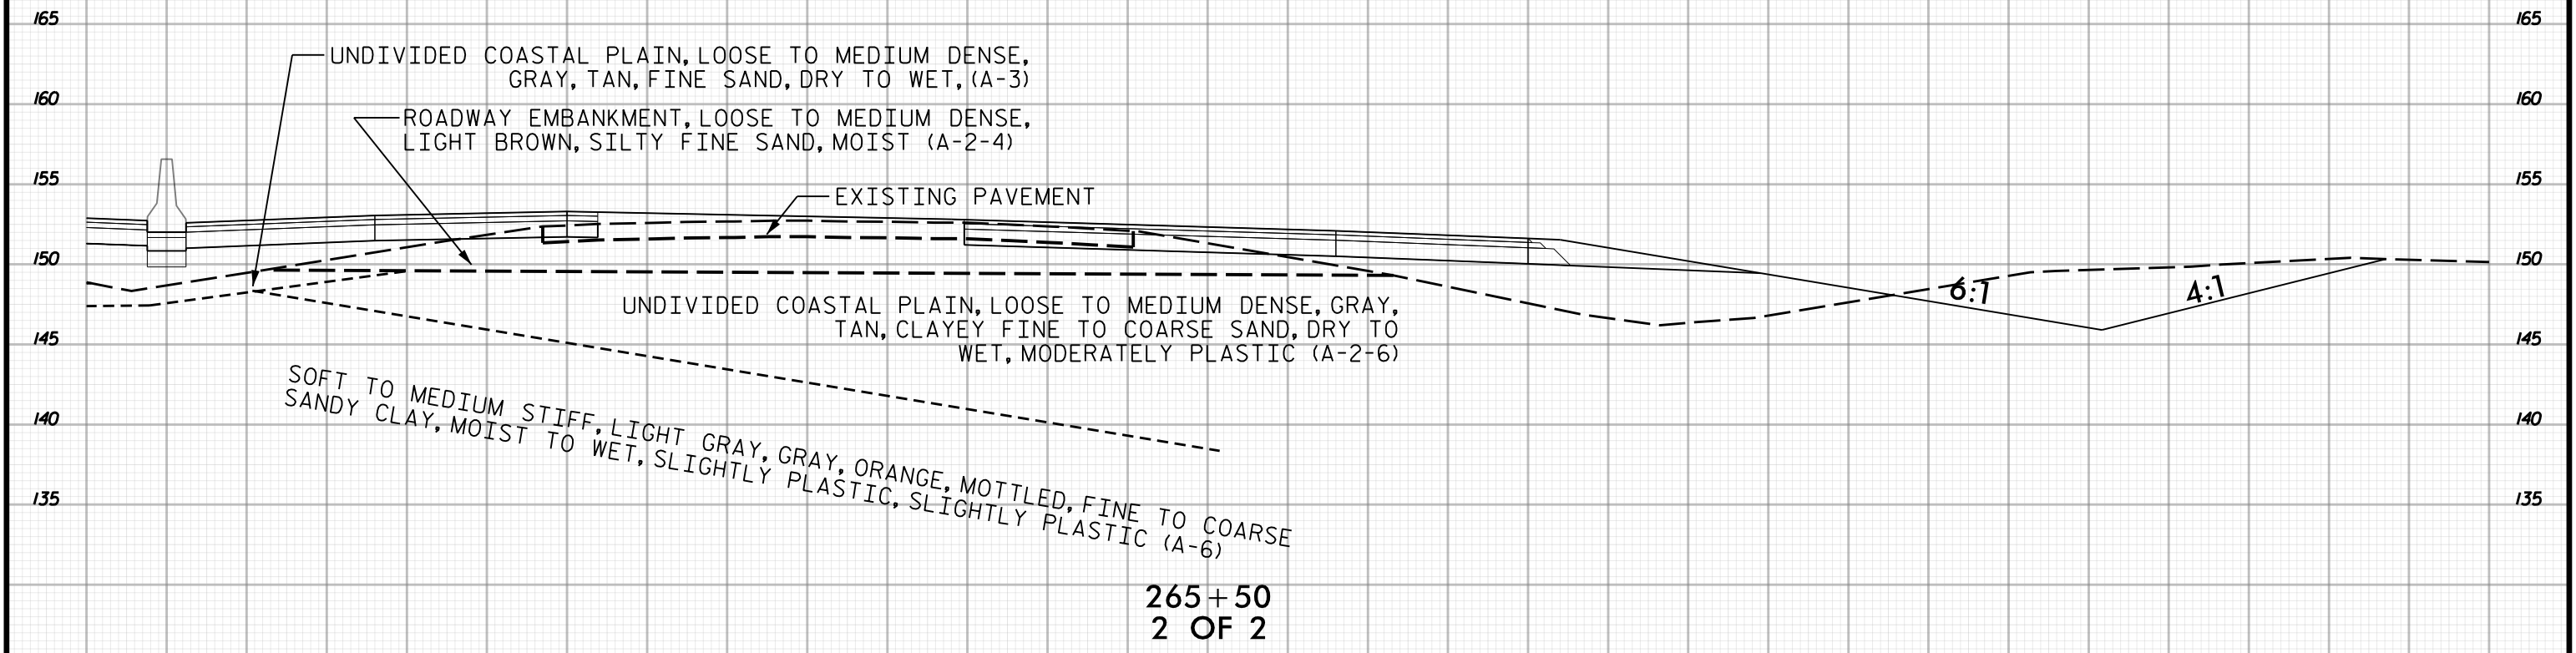 165 165
UNDIVIDED COASTAL PLAIN, LOOSE TO MEDIUM DENSE,
GRAY, TAN, FINE SAND, DRY TO WET, (A-3)
160 160
ROADWAY EMBANKMENT, LOOSE TO MEDIUM DENSE,
LIGHT BROWN, SILTY FINE SAND, MOIST (A-2-4)
155 155
EXISTING PAVEMENT
150 150
6:1 4:1
UNDIVIDED COASTAL PLAIN, LOOSE TO MEDIUM DENSE, GRAY,
TAN, CLAYEY FINE TO COARSE SAND, DRY TO
WET, MODERATELY PLASTIC (A-2-6)
145 145
SOFT TO MEDIUM STIFF, LIGHT GRAY, GRAY, ORANGE, MOTTLED, FINE TO COARSE
SANDY CLAY, MOIST TO WET, SLIGHTLY PLASTIC, SLIGHTLY PLASTIC (A-6)
140 140
135 135
265+50
2 OF 2